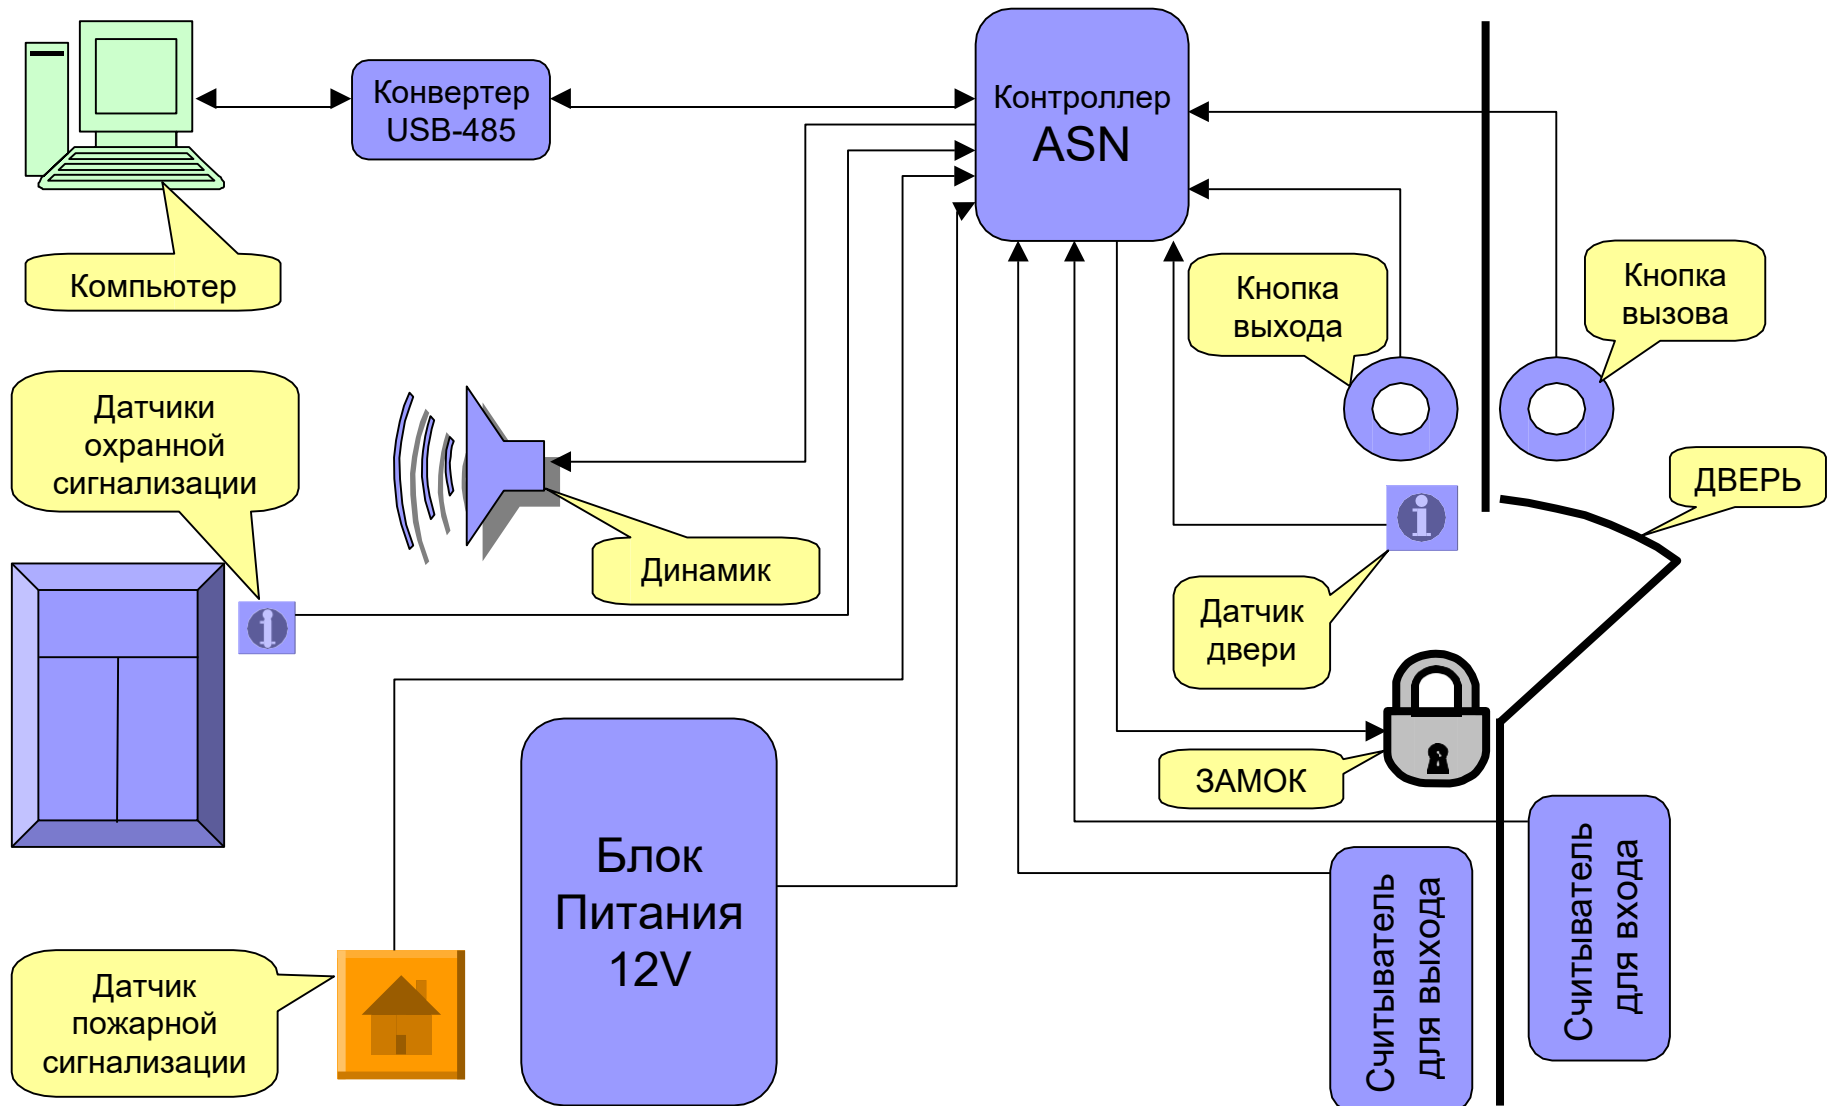 Конвертер
USB-485
Контроллер
ASN
Компьютер
Кнопка
выхода
Кнопка
вызова
Датчики
охранной
сигнализации
ДВЕРЬ
Динамик
Датчик
двери
ЗАМОК
Блок
Питания
12V
Считыватель
для выхода
Считыватель
для входа
Датчик
пожарной
сигнализации